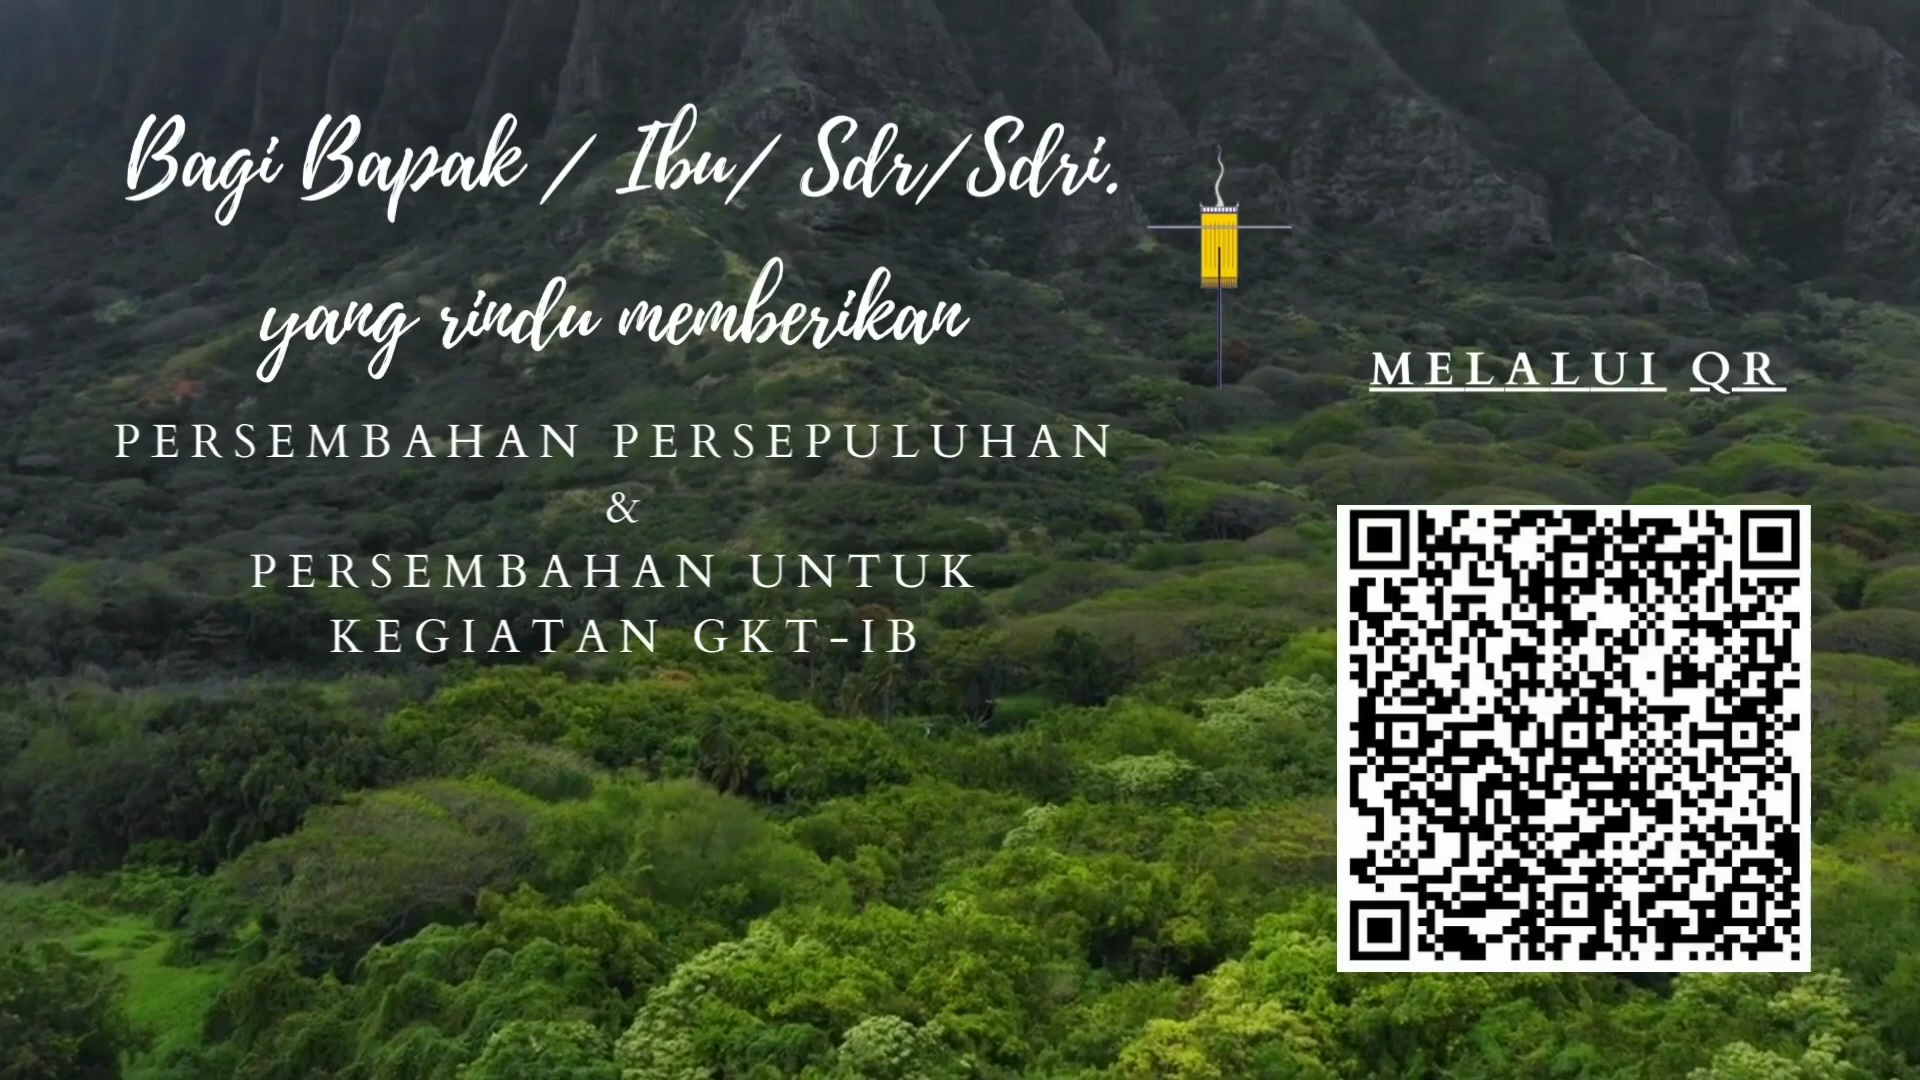 Bagi Bapak / Ibu/ Sdr/Sdri.
yang rindu memberikan
PERSEMBAHAN PERSEPULUHAN
&
PERSEMBAHAN UNTUK
KEGIATAN GKT-IB
MELALUI QR